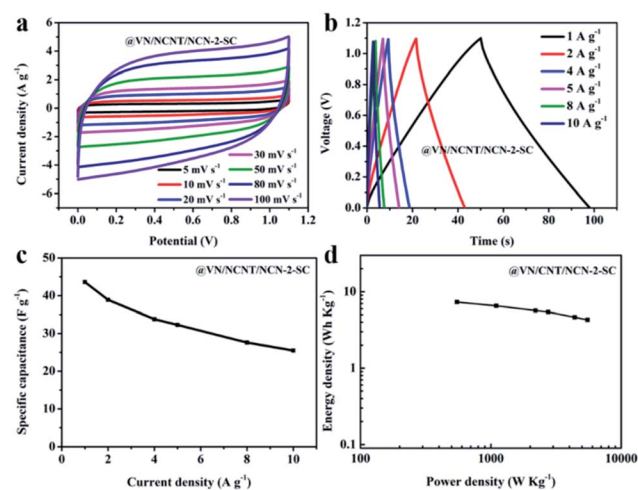 a
@VN/NCNT/NCN-2-SC
Current density (A g⁻¹)
6
4
2
0
-2
-4
-6
5 mV s⁻¹
10 mV s⁻¹
20 mV s⁻¹
30 mV s⁻¹
50 mV s⁻¹
80 mV s⁻¹
100 mV s⁻¹
0.0 0.2 0.4 0.6 0.8 1.0 1.2
Potential (V)
b
Voltage (V)
1.2
1.0
0.8
0.6
0.4
0.2
0.0
1 A g⁻¹
2 A g⁻¹
4 A g⁻¹
5 A g⁻¹
8 A g⁻¹
10 A g⁻¹
@VN/NCNT/NCN-2-SC
0 20 40 60 80 100
Time (s)
c
@VN/NCNT/NCN-2-SC
Specific capacitance (F g⁻¹)
50
40
30
20
10
0
0 2 4 6 8 10
Current density (A g⁻¹)
d
@VN/CNT/NCN-2-SC
Energy density (Wh Kg⁻¹)
10
1
0.1
1000 10000
Power density (W Kg⁻¹)